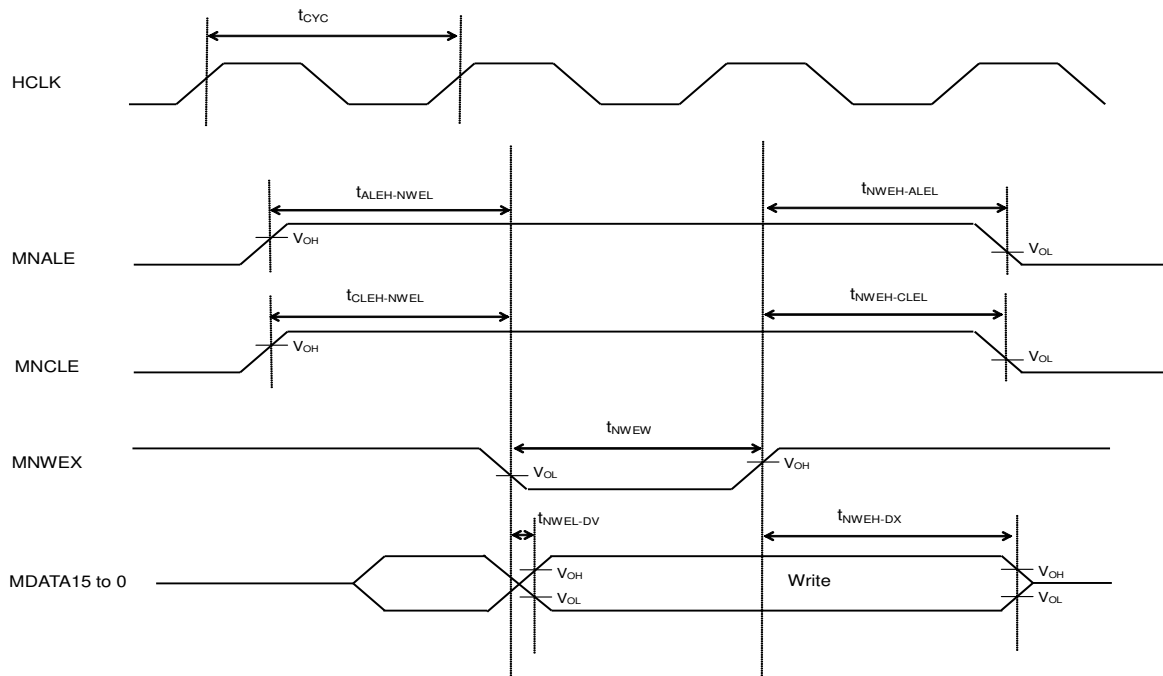 tCYC
HCLK
tALEH-NWEL
tNWEH-ALEL
VOH
VOL
MNALE
tCLEH-NWEL
tNWEH-CLEL
VOH
VOL
MNCLE
tNWEW
MNWEX
VOL
VOH
tNWEL-DV
tNWEH-DX
MDATA15 to 0
VOH
Write
VOH
VOL
VOL